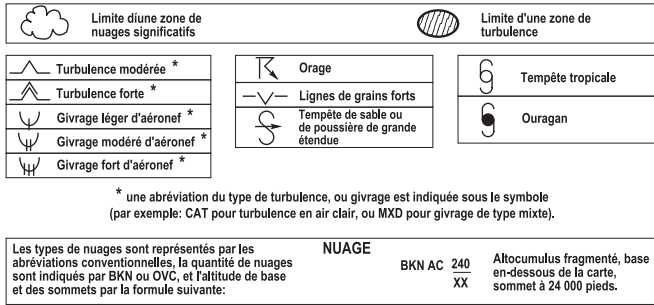 Limite díune zone de
nuages significatifs
Limite d'une zone de
turbulence
Turbulence modérée *
Turbulence forte *
Givrage léger d'aéronef *
Givrage modéré d'aéronef *
Givrage fort d'aéronef *
Orage
Lignes de grains forts
Tempête de sable ou
de poussière de grande
étendue
Tempête tropicale
Ouragan
* une abréviation du type de turbulence, ou givrage est indiquée sous le symbole
(par exemple: CAT pour turbulence en air clair, ou MXD pour givrage de type mixte).
Les types de nuages sont représentés par les
abréviations conventionnelles, la quantité de nuages
sont indiqués par BKN ou OVC, et l'altitude de base
et des sommets par la formule suivante:
NUAGE
BKN AC 240
XX
Altocumulus fragmenté, base
en-dessous de la carte,
sommet à 24 000 pieds.